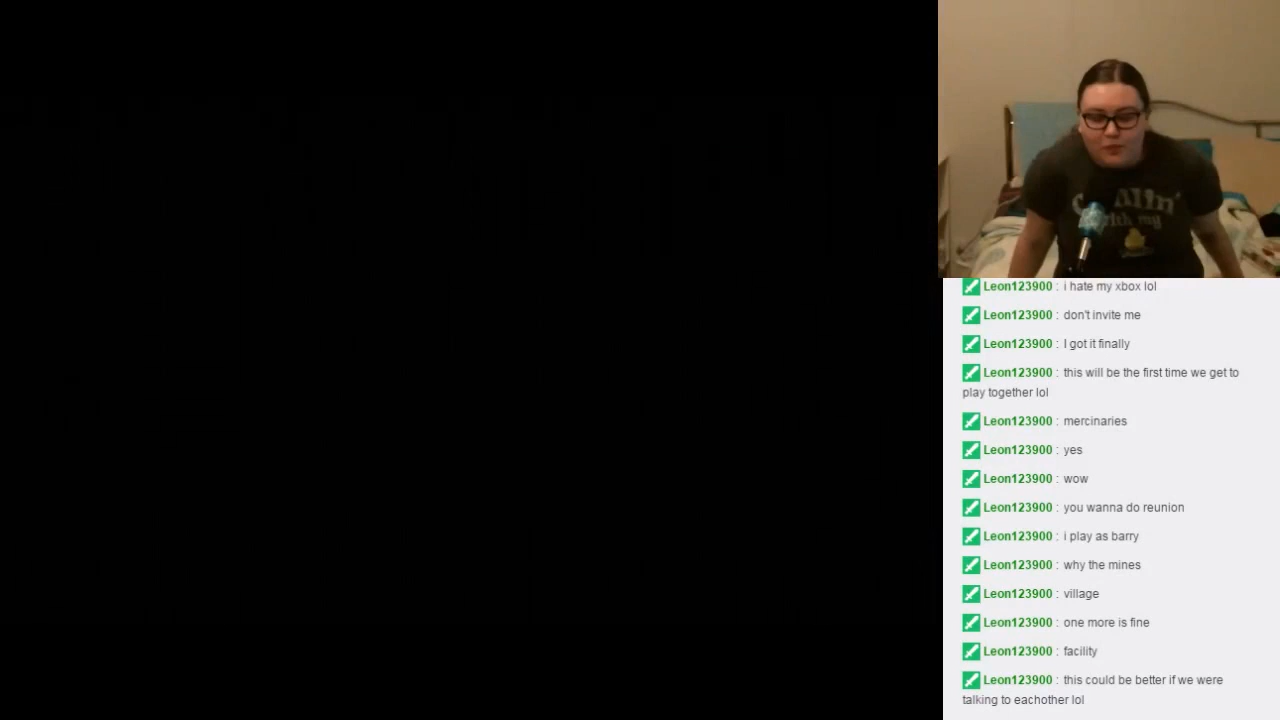 Leon123900 : i hate my xbox lol
Leon123900 : don't invite me
Leon123900 : I got it finally
Leon123900 : this will be the first time we get to
play together lol
Leon123900 : mercinaries
Leon123900 : yes
Leon123900 : wow
Leon123900 : you wanna do reunion
Leon123900 : i play as barry
Leon123900 : why the mines
Leon123900 : village
Leon123900 : one more is fine
Leon123900 : facility
Leon123900 : this could be better if we were
talking to eachother lol